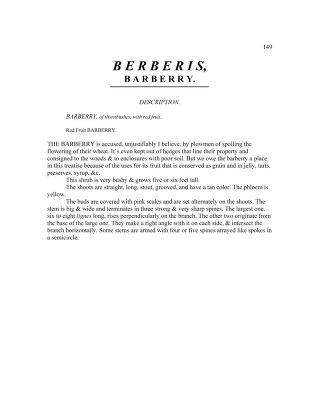 149
BERBERIS,
BARBERRY.
DESCRIPTION.
BARBERRY, of thornbushes, with red fruit.
Red Fruit BARBERRY.
THE BARBERRY is accused, unjustifiably I believe, by plowmen of spoiling the
flowering of their wheat. It's even kept out of hedges that line their property and
consigned to the woods & to enclosures with poor soil. But we owe the barberry a place
in this treatise because of the uses for its fruit that is conserved as grain and in jelly, tarts,
preserves, syrup, &c.
This shrub is very bushy & grows five or six feet tall.
The shoots are straight, long, stout, grooved, and have a tan color. The phloem is
yellow.
The buds are covered with pink scales and are set alternately on the shoots. The
stem is big & wide and terminates in three strong & very sharp spines. The largest one,
six to eight lignes long, rises perpendicularly on the branch. The other two originate from
the base of the large one. They make a right angle with it on each side, & intersect the
branch horizontally. Some stems are armed with four or five spines arrayed like spokes in
a semicircle.